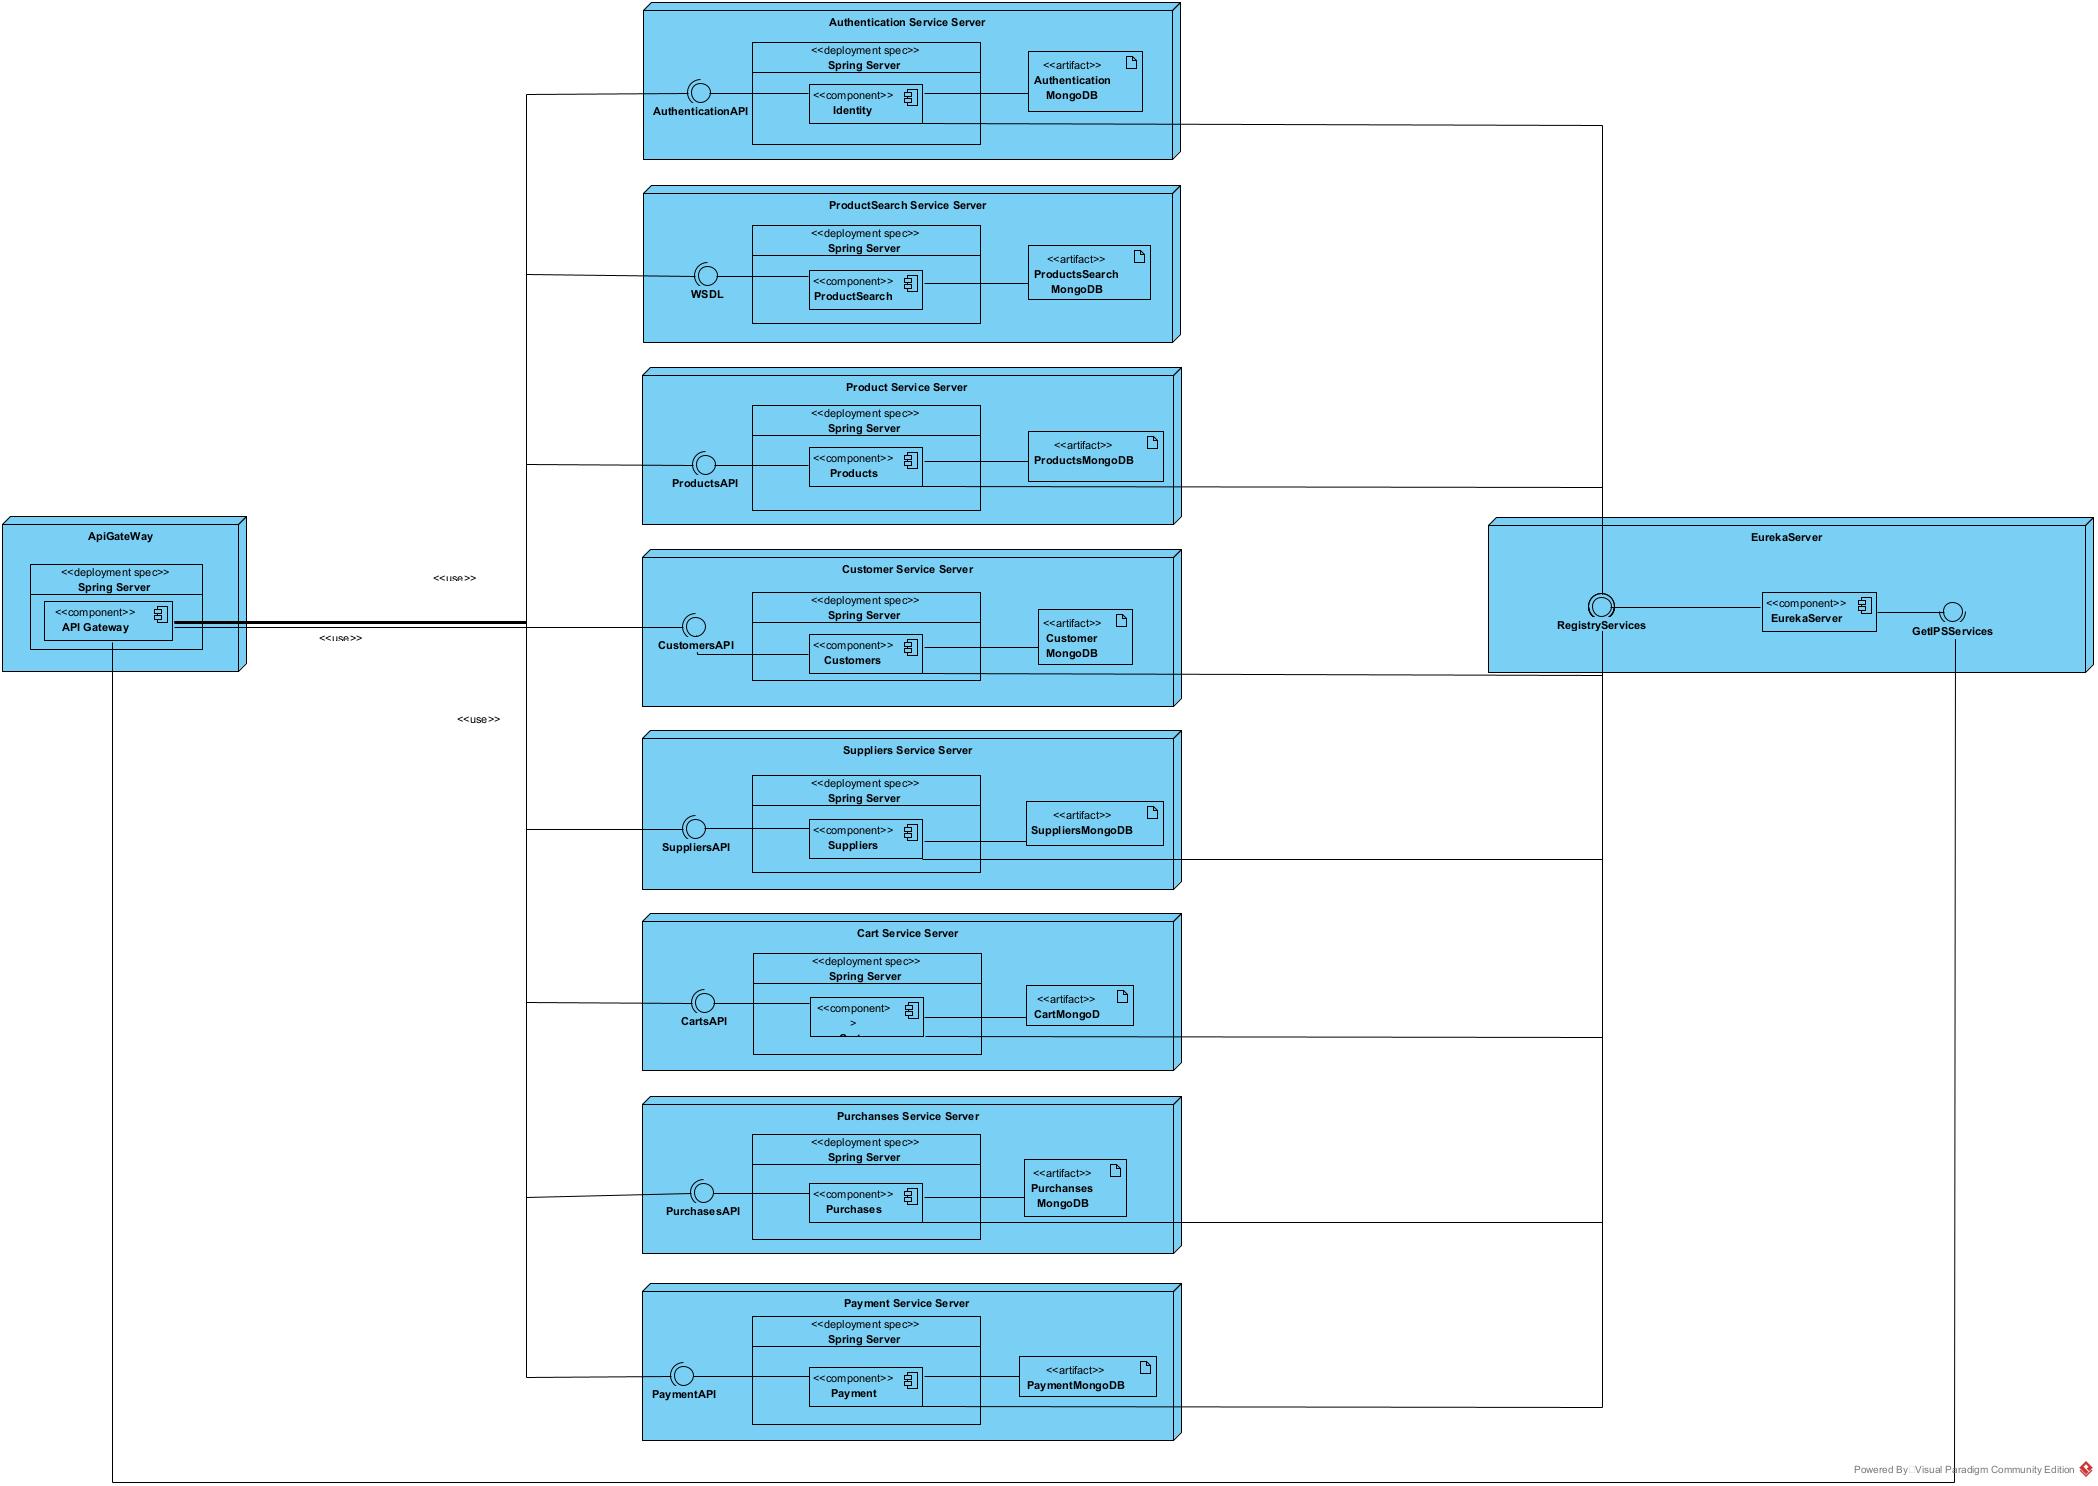 Authentication Service Server
<<deployment spec>>
Spring Server
<<component>>
Identity
<<artifact>>
Authentication
MongoDB
AuthenticationAPI
ProductSearch Service Server
<<deployment spec>>
Spring Server
<<component>>
ProductSearch
<<artifact>>
ProductsSearch
MongoDB
WSDL
Product Service Server
<<deployment spec>>
Spring Server
<<component>>
Products
<<artifact>>
ProductsMongoDB
ProductsAPI
ApiGateWay
<<deployment spec>>
Spring Server
<<component>>
API Gateway
<<use>>
<<use>>
<<use>>
Customer Service Server
<<deployment spec>>
Spring Server
<<component>>
Customers
<<artifact>>
Customer
MongoDB
CustomersAPI
EurekaServer
RegistryServices
<<component>>
EurekaServer
GetIPSServices
Suppliers Service Server
<<deployment spec>>
Spring Server
<<component>>
Suppliers
<<artifact>>
SuppliersMongoDB
SuppliersAPI
Cart Service Server
<<deployment spec>>
Spring Server
<<component>
>
<<artifact>>
CartMongoD
CartsAPI
Purchanses Service Server
<<deployment spec>>
Spring Server
<<component>>
Purchases
<<artifact>>
Purchanses
MongoDB
PurchasesAPI
Payment Service Server
<<deployment spec>>
Spring Server
<<component>>
Payment
<<artifact>>
PaymentMongoDB
PaymentAPI
Powered By Visual Paradigm Community Edition